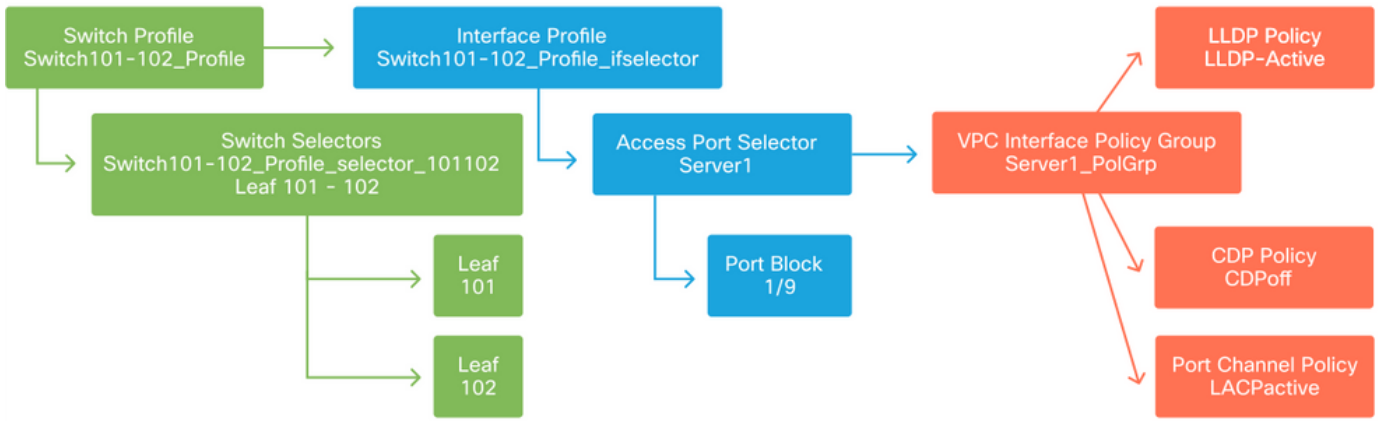 Switch Profile
Switch101-102_Profile
Interface Profile
Switch101-102_Profile_ifselector
LLDP Policy
LLDP-Active
Switch Selectors
Switch101-102_Profile_selector_101102
Leaf 101 - 102
Access Port Selector
Server1
VPC Interface Policy Group
Server1_PolGrp
Leaf
101
Port Block
1/9
CDP Policy
CDPoff
Leaf
102
Port Channel Policy
LACPactive